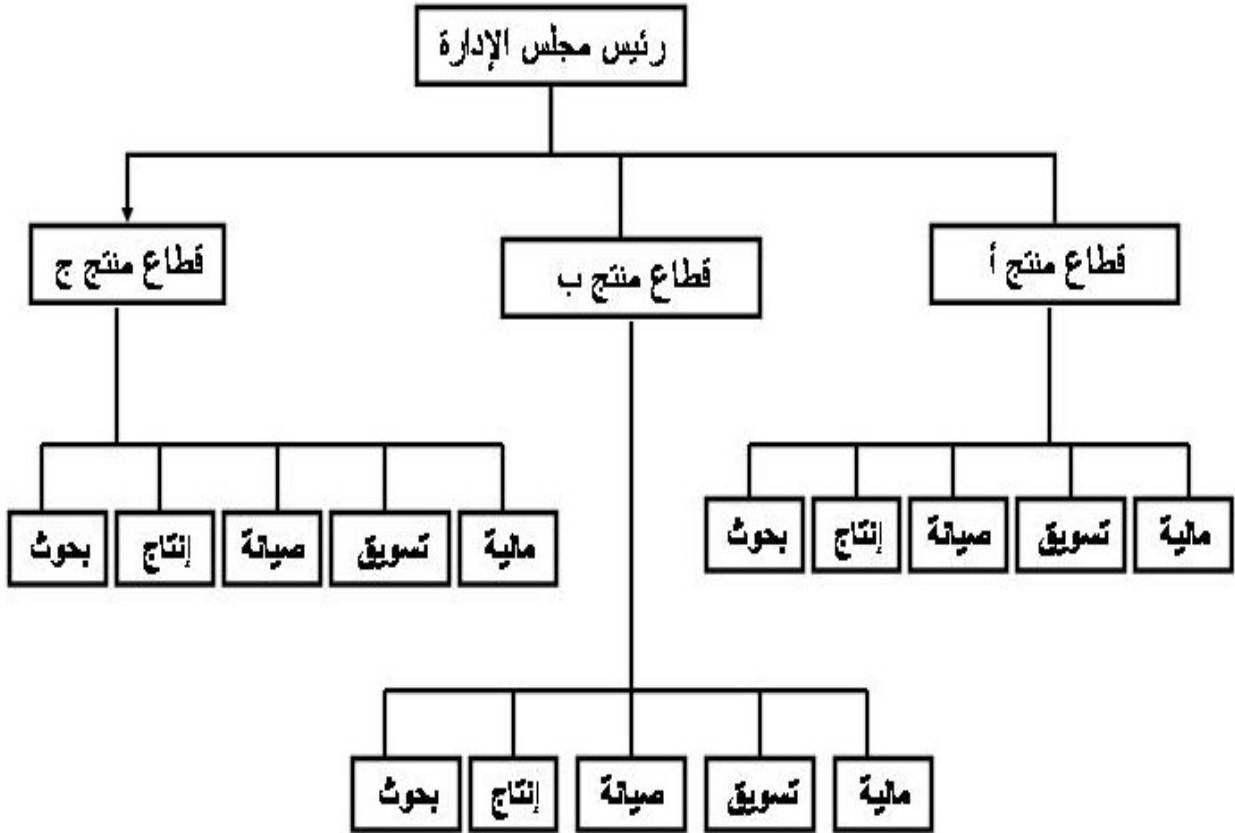 رئيس مجلس الإدارة
قطاع منتج أ
قطاع منتج ب
قطاع منتج ج
مالية
تسويق
صيانة
إنتاج
بحوث
مالية
تسويق
صيانة
إنتاج
بحوث
مالية
تسويق
صيانة
إنتاج
بحوث